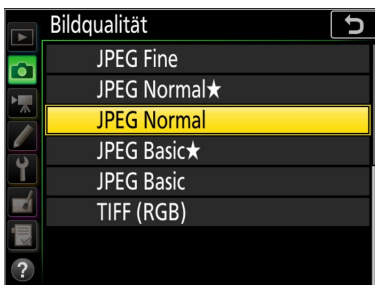 Bildqualität
JPEG Fine
JPEG Normal★
JPEG Normal
JPEG Basic★
JPEG Basic
TIFF (RGB)
?